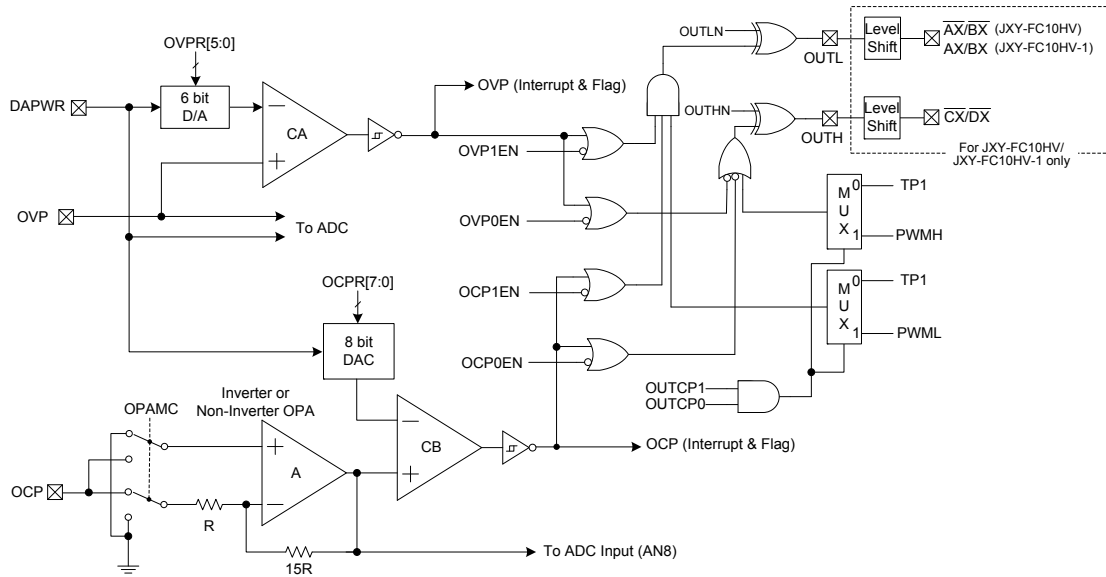 OVPR[5:0]
DAPWR
6 bit
D/A
CA
OVP (Interrupt & Flag)
OVP
To ADC
OVP1EN
OVP0EN
OUTLN
OUTHN
OUTL
OUTH
Level
Shift
AX/BX (JXY-FC10HV)
AX/BX (JXY-FC10HV-1)
Level
Shift
CX/DX
For JXY-FC10HV/
JXY-FC10HV-1 only
MUX
0
1
TP1
PWMH
MUX
0
1
TP1
PWML
OCPR[7:0]
8 bit
DAC
OCP1EN
OCP0EN
OUTCP1
OUTCP0
Inverter or
Non-Inverter OPA
OPAMC
A
CB
OCP (Interrupt & Flag)
OCP
R
15R
To ADC Input (AN8)